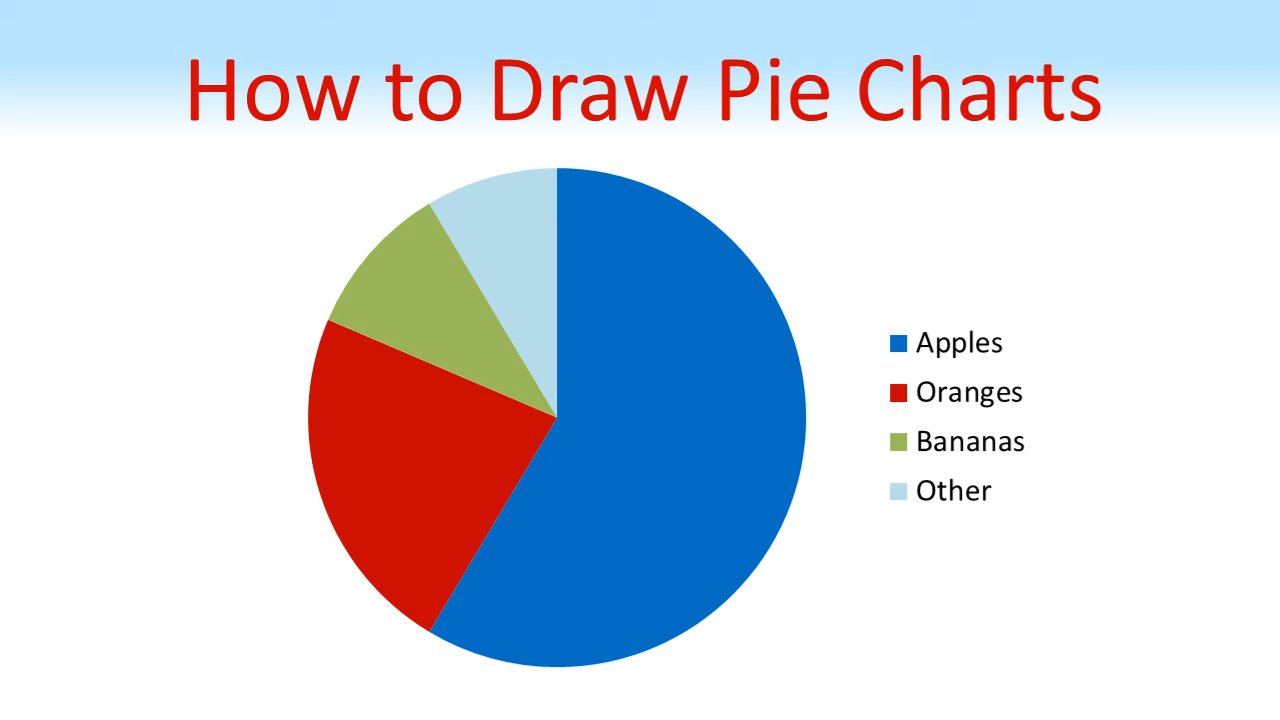 How to Draw Pie Charts
Apples
Oranges
Bananas
Other